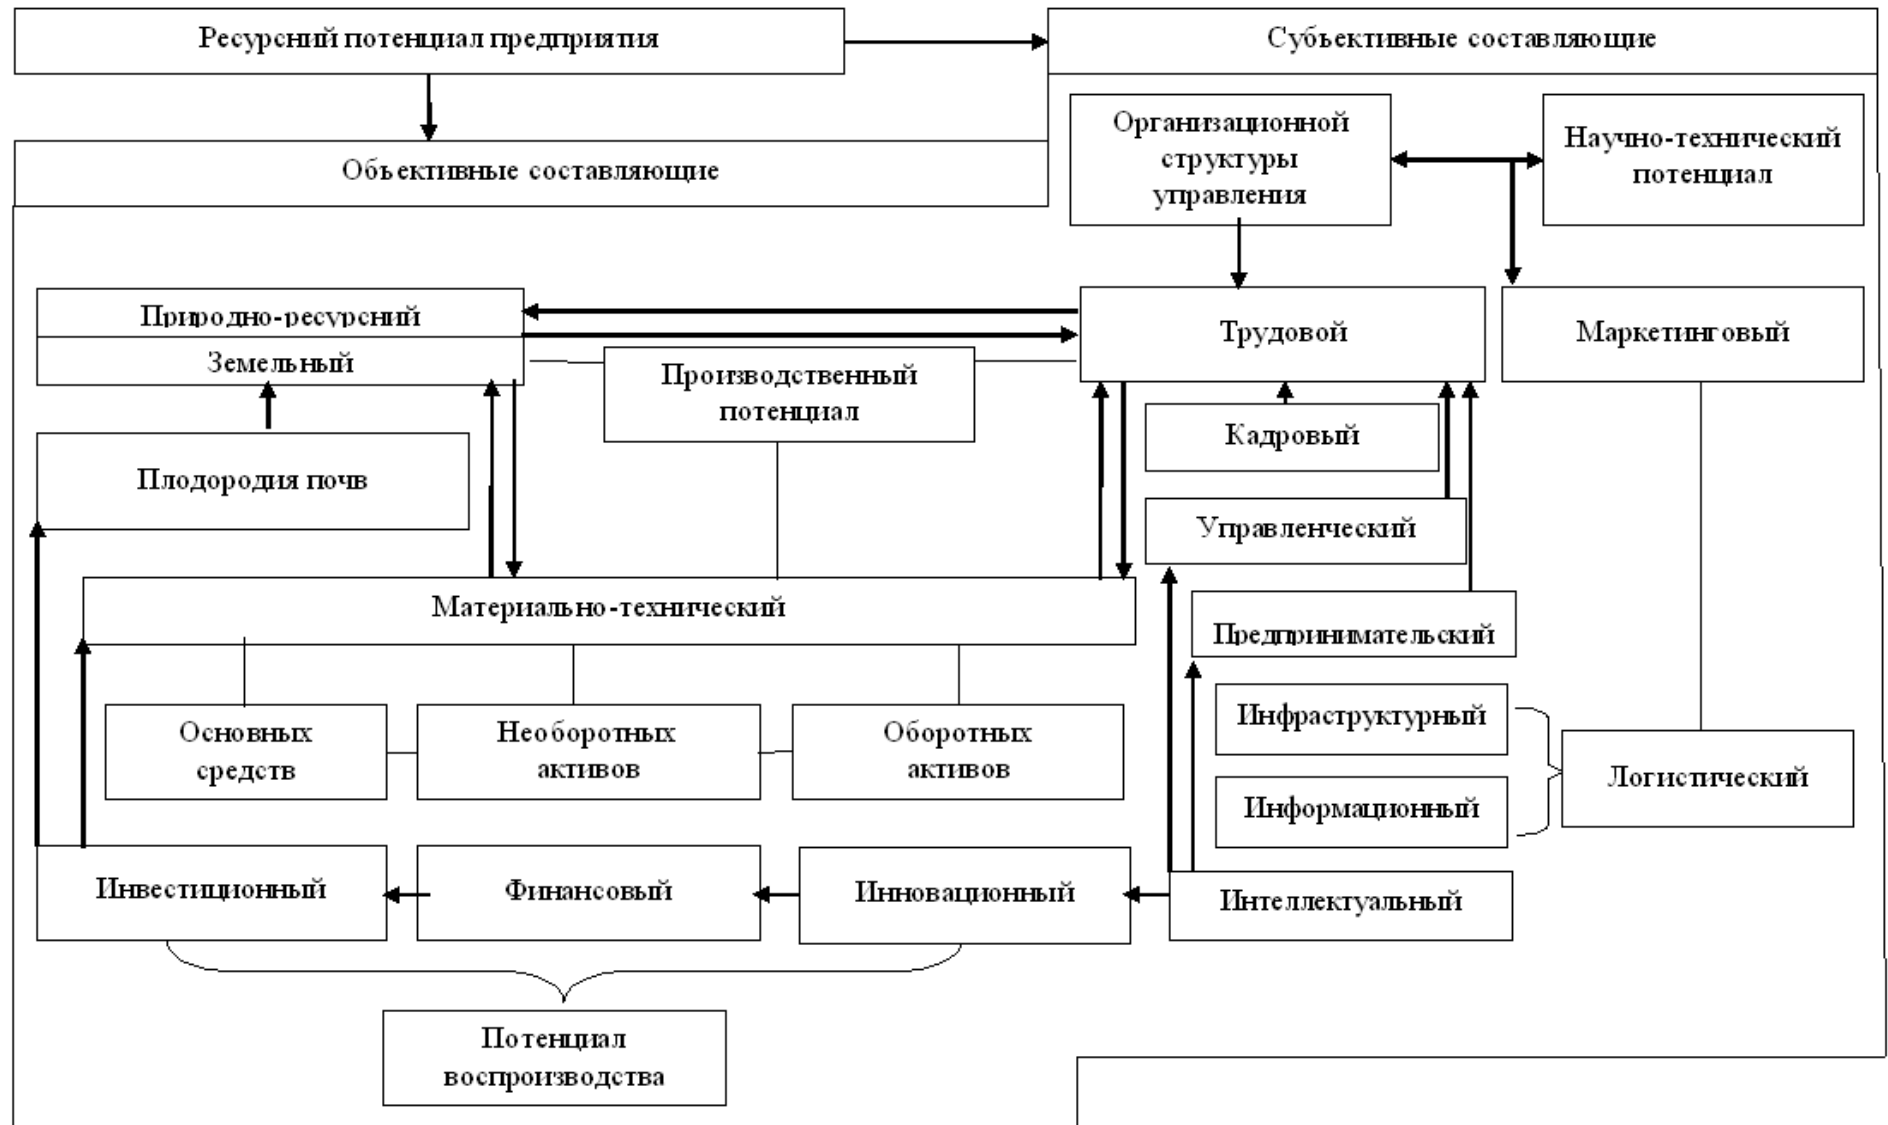 Ресурсний потенциал предприятия
Субъективные составляющие
Объективные составляющие
Организационной
структуры
управления
Научно-технический
потенциал
Природно-ресурсний
Земельный
Производственный
потенциал
Трудовой
Маркетинговый
Кадровый
Плодородия почв
Управленческий
Материально-технический
Предпринимательский
Инфраструктурный
Основных
средств
Необоротных
активов
Оборотных
активов
Логистический
Информационный
Инвестиционный
Финансовый
Инновационный
Интеллектуальный
Потенциал
воспроизводства